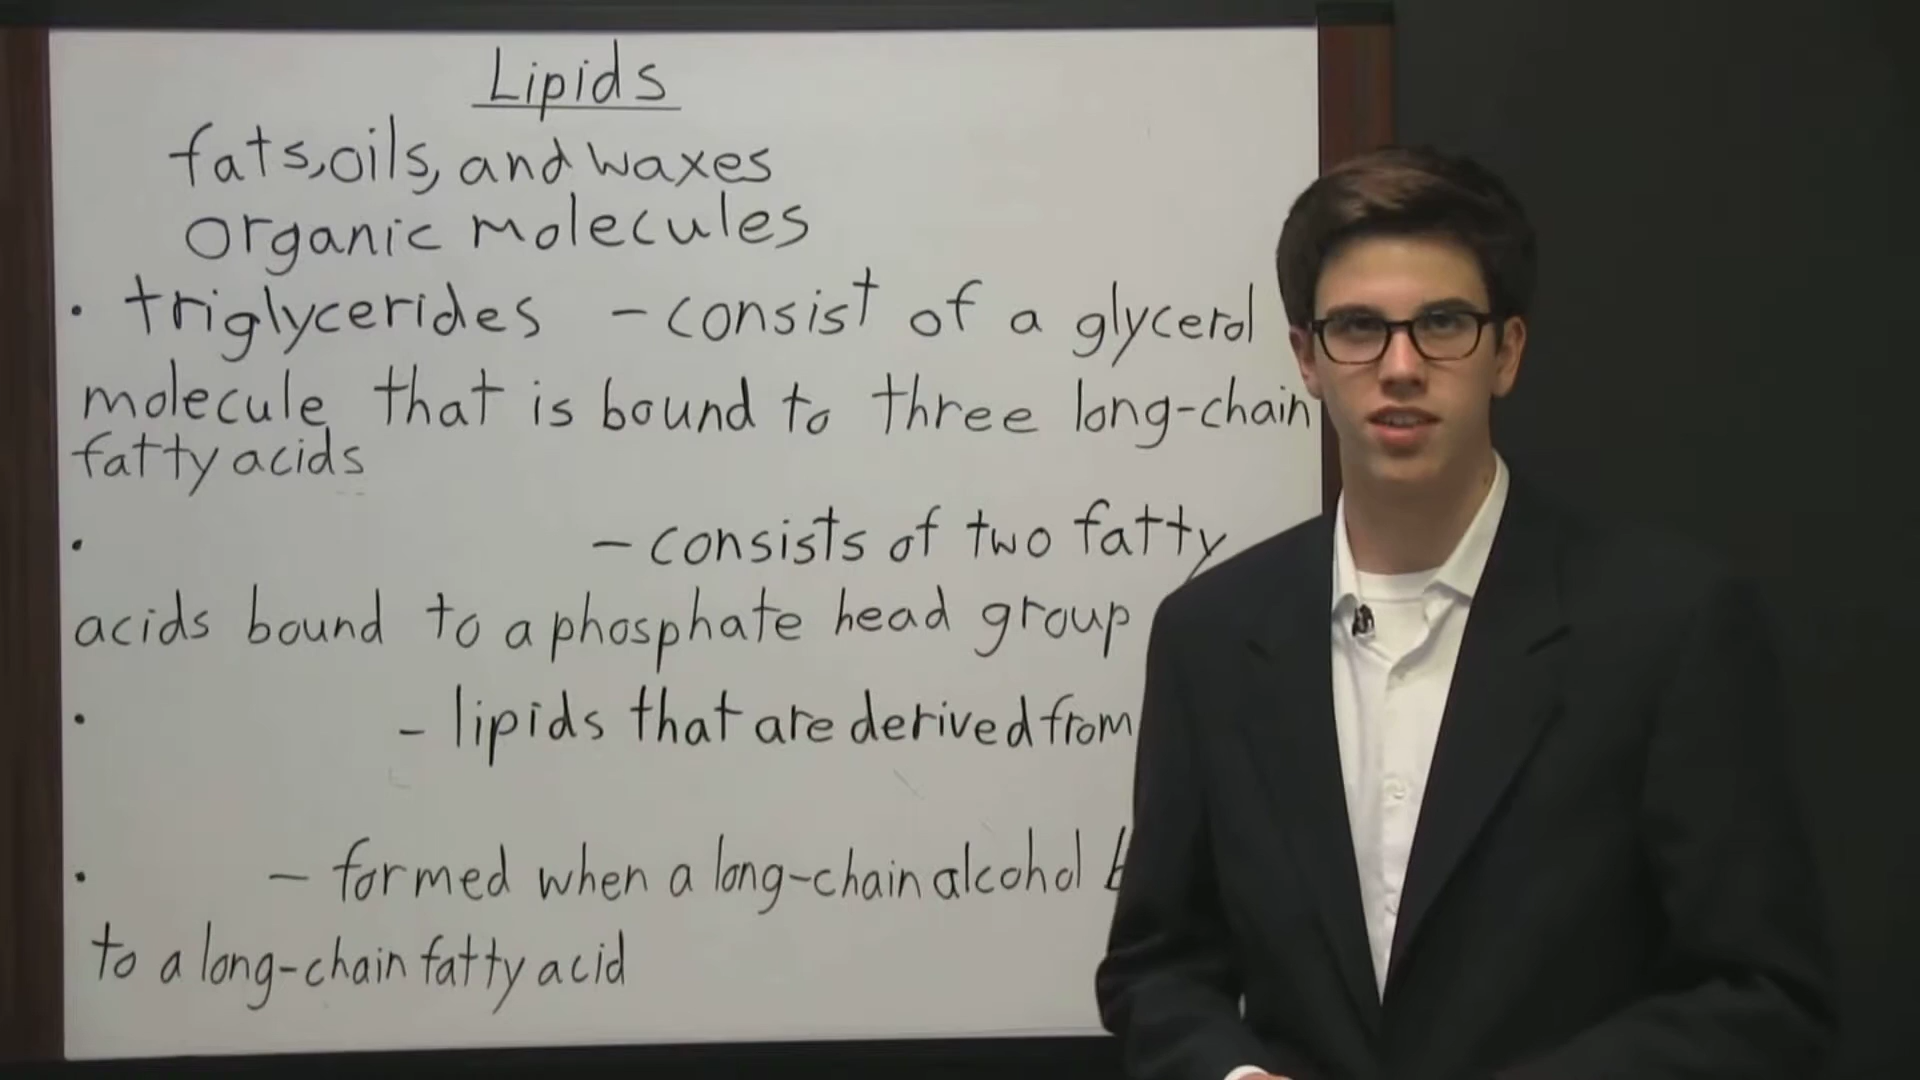 Lipids
fats, oils, and waxes
organic molecules
• triglycerides - consist of a glycerol
molecule that is bound to three long-chain
fatty acids
• - consists of two fatty
acids bound to a phosphate head group
• - lipids that are derived from
• - formed when a long-chain alcohol
to a long-chain fatty acid